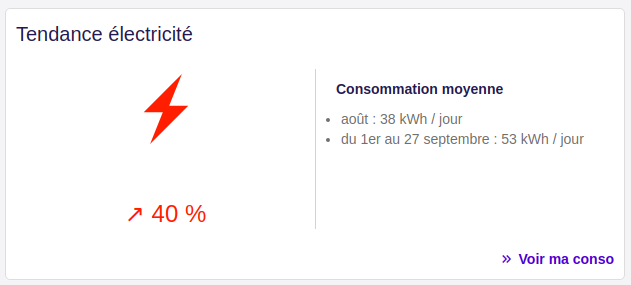 Tendance électricité
↗ 40 %
Consommation moyenne
août : 38 kWh / jour
du 1er au 27 septembre : 53 kWh / jour
» Voir ma conso